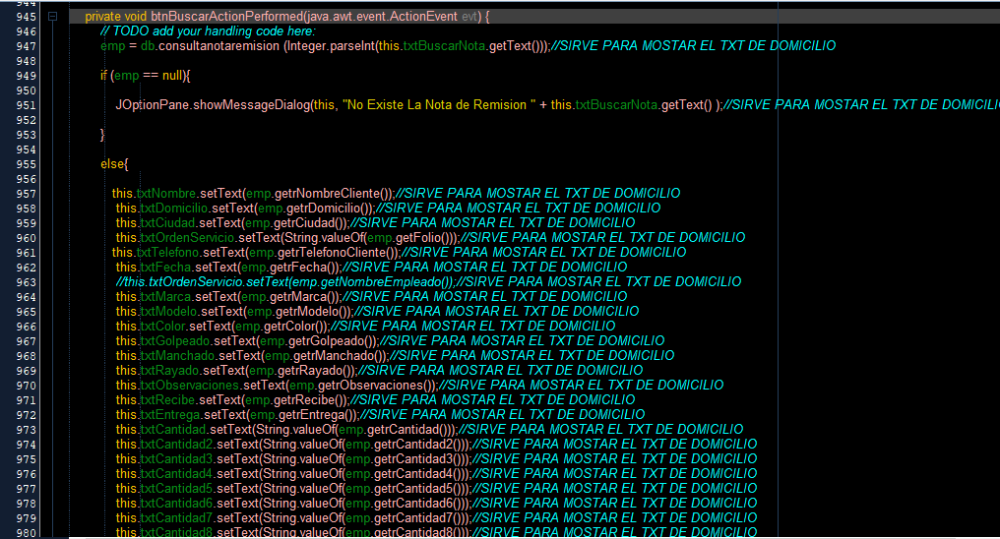 944
945 private void btnBuscarActionPerformed(java.awt.event.ActionEvent evt) {
946 // TODO add your handling code here:
947 emp = db.consultanotaremision (Integer.parseInt(this.txtBuscarNota.getText()));//SIRVE PARA MOSTAR EL TXT DE DOMICILIO
948
949 if (emp == null){
950
951 JOptionPane.showMessageDialog(this, "No Existe La Nota de Remision " + this.txtBuscarNota.getText() );//SIRVE PARA MOSTAR EL TXT DE DOMICILI
952
953 }
954
955 else{
956
957 this.txtNombre.setText(emp.getrNombreCliente());//SIRVE PARA MOSTAR EL TXT DE DOMICILIO
958 this.txtDomicilio.setText(emp.getrDomicilio());//SIRVE PARA MOSTAR EL TXT DE DOMICILIO
959 this.txtCiudad.setText(emp.getrCiudad());//SIRVE PARA MOSTAR EL TXT DE DOMICILIO
960 this.txtOrdenServicio.setText(String.valueOf(emp.getFolio()));//SIRVE PARA MOSTAR EL TXT DE DOMICILIO
961 this.txtTelefono.setText(emp.getrTelefonoCliente());//SIRVE PARA MOSTAR EL TXT DE DOMICILIO
962 this.txtFecha.setText(emp.getrFecha());//SIRVE PARA MOSTAR EL TXT DE DOMICILIO
963 //this.txtOrdenServicio.setText(emp.getNombreEmpleado());//SIRVE PARA MOSTAR EL TXT DE DOMICILIO
964 this.txtMarca.setText(emp.getrMarca());//SIRVE PARA MOSTAR EL TXT DE DOMICILIO
965 this.txtModelo.setText(emp.getrModelo());//SIRVE PARA MOSTAR EL TXT DE DOMICILIO
966 this.txtColor.setText(emp.getrColor());//SIRVE PARA MOSTAR EL TXT DE DOMICILIO
967 this.txtGolpeado.setText(emp.getrGolpeado());//SIRVE PARA MOSTAR EL TXT DE DOMICILIO
968 this.txtManchado.setText(emp.getrManchado());//SIRVE PARA MOSTAR EL TXT DE DOMICILIO
969 this.txtRayado.setText(emp.getrRayado());//SIRVE PARA MOSTAR EL TXT DE DOMICILIO
970 this.txtObservaciones.setText(emp.getrObservaciones());//SIRVE PARA MOSTAR EL TXT DE DOMICILIO
971 this.txtRecibe.setText(emp.getrRecibe());//SIRVE PARA MOSTAR EL TXT DE DOMICILIO
972 this.txtEntrega.setText(emp.getrEntrega());//SIRVE PARA MOSTAR EL TXT DE DOMICILIO
973 this.txtCantidad.setText(String.valueOf(emp.getrCantidad()));//SIRVE PARA MOSTAR EL TXT DE DOMICILIO
974 this.txtCantidad2.setText(String.valueOf(emp.getrCantidad2()));//SIRVE PARA MOSTAR EL TXT DE DOMICILIO
975 this.txtCantidad3.setText(String.valueOf(emp.getrCantidad3()));//SIRVE PARA MOSTAR EL TXT DE DOMICILIO
976 this.txtCantidad4.setText(String.valueOf(emp.getrCantidad4()));//SIRVE PARA MOSTAR EL TXT DE DOMICILIO
977 this.txtCantidad5.setText(String.valueOf(emp.getrCantidad5()));//SIRVE PARA MOSTAR EL TXT DE DOMICILIO
978 this.txtCantidad6.setText(String.valueOf(emp.getrCantidad6()));//SIRVE PARA MOSTAR EL TXT DE DOMICILIO
979 this.txtCantidad7.setText(String.valueOf(emp.getrCantidad7()));//SIRVE PARA MOSTAR EL TXT DE DOMICILIO
980 this.txtCantidad8.setText(String.valueOf(emp.getrCantidad8()));//SIRVE PARA MOSTAR EL TXT DE DOMICILIO